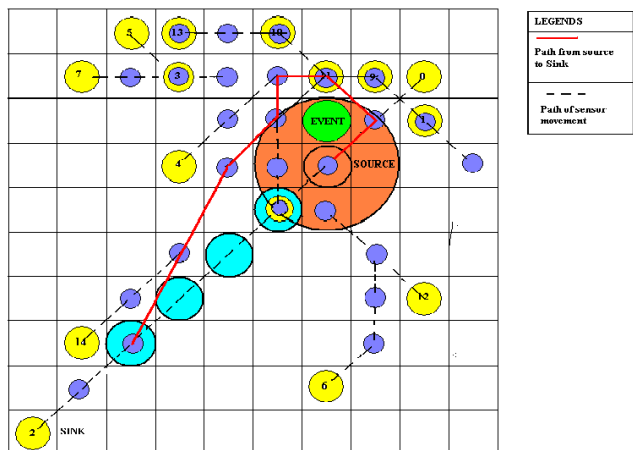 LEGENDS
Path from source
to Sink
Path of sensor
movement
5
13
10
7
3
11
9
0
EVENT
1
4
SOURCE
12
14
6
2
SINK